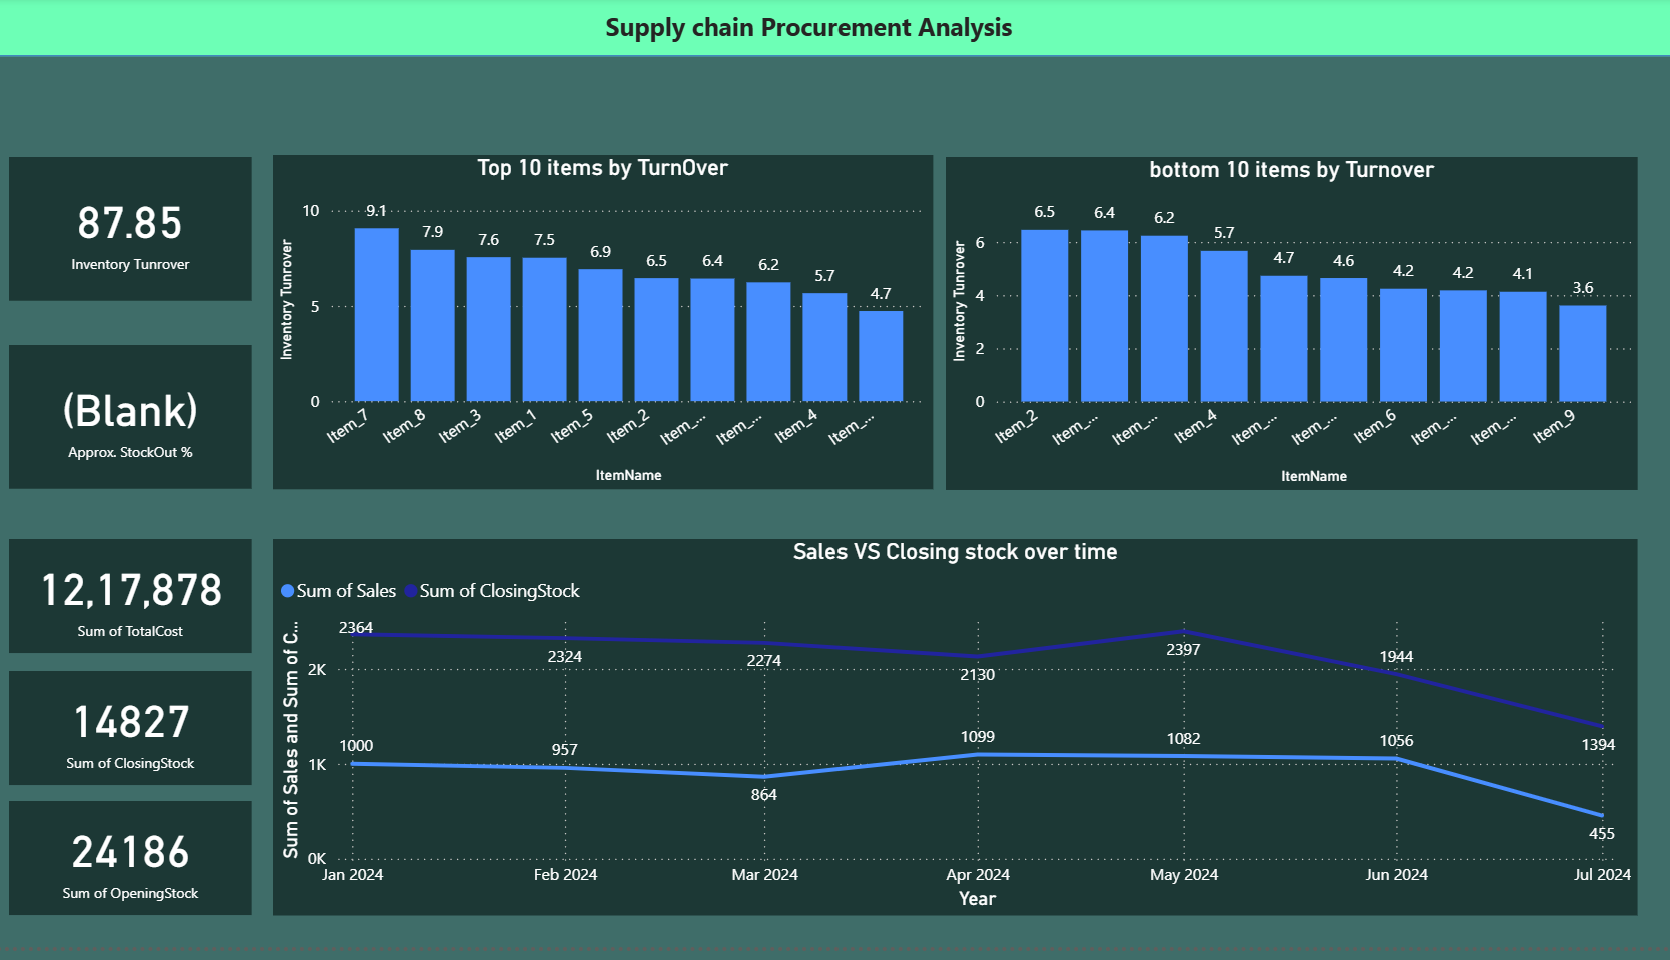 Supply chain Procurement Analysis
87.85
Inventory Tunrover
(Blank)
Approx. StockOut %
12,17,878
Sum of TotalCost
14827
Sum of ClosingStock
24186
Sum of OpeningStock
Top 10 items by TurnOver
Inventory Tunrover
10
5
0
9.1
7.9
7.6
7.5
6.9
6.5
6.4
6.2
5.7
4.7
Item_7
Item_8
Item_3
Item_1
Item_5
Item_2
Item_...
Item_...
Item_4
Item_...
ItemName
bottom 10 items by Turnover
Inventory Tunrover
6
4
2
0
6.5
6.4
6.2
5.7
4.7
4.6
4.2
4.2
4.1
3.6
Item_2
Item_...
Item_...
Item_4
Item_...
Item_...
Item_6
Item_...
Item_...
Item_9
ItemName
Sales VS Closing stock over time
Sum of Sales
Sum of ClosingStock
Sum of Sales and Sum of C...
2K
1K
0K
2364
2324
2274
2130
2397
1944
1394
1000
957
864
1099
1082
1056
455
Jan 2024
Feb 2024
Mar 2024
Apr 2024
May 2024
Jun 2024
Jul 2024
Year